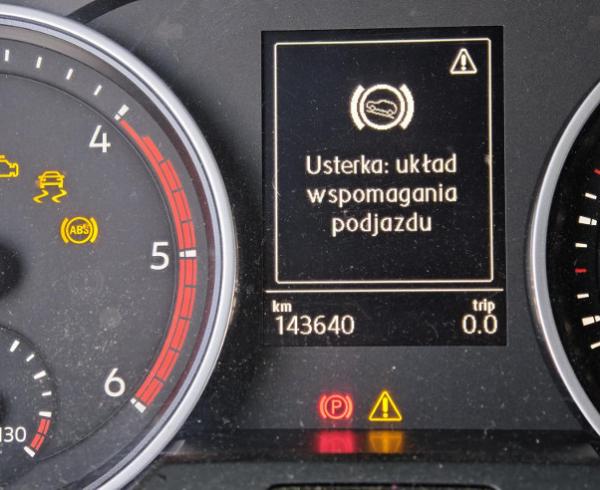 4
Usterka: układ
wspomagania
podjazdu
ABS
5
km
trip
143640
0.0
6
P
130